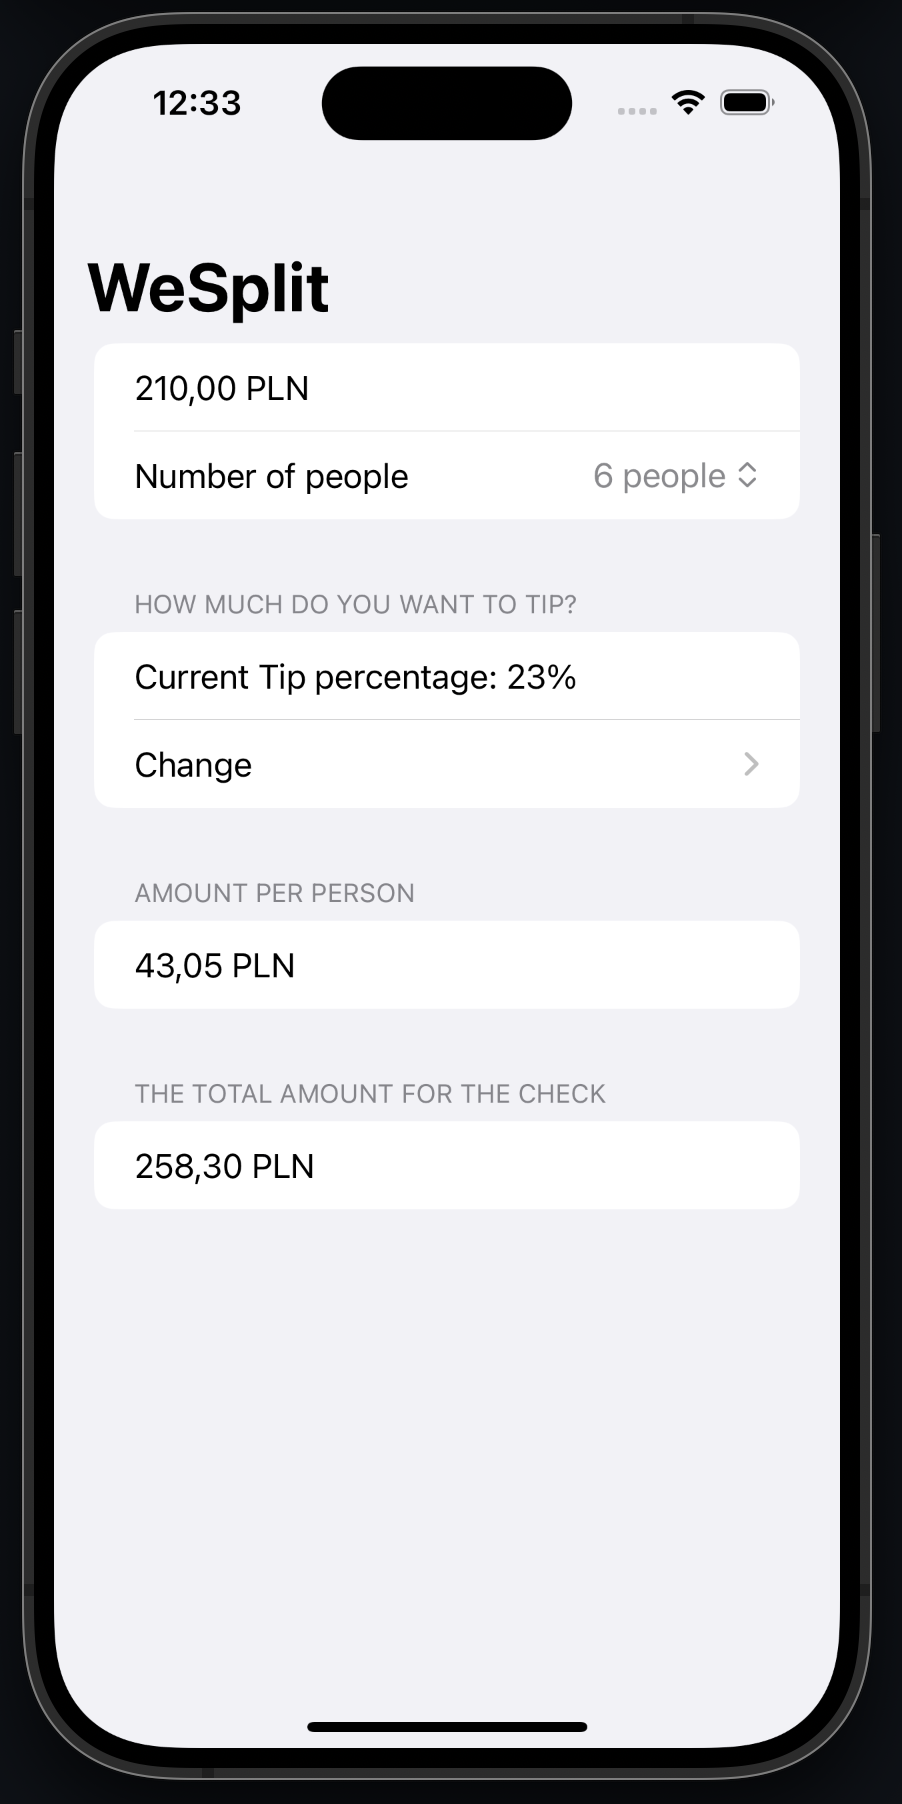 12:33
WeSplit
210,00 PLN
Number of people 6 people
HOW MUCH DO YOU WANT TO TIP?
Current Tip percentage: 23%
Change
AMOUNT PER PERSON
43,05 PLN
THE TOTAL AMOUNT FOR THE CHECK
258,30 PLN